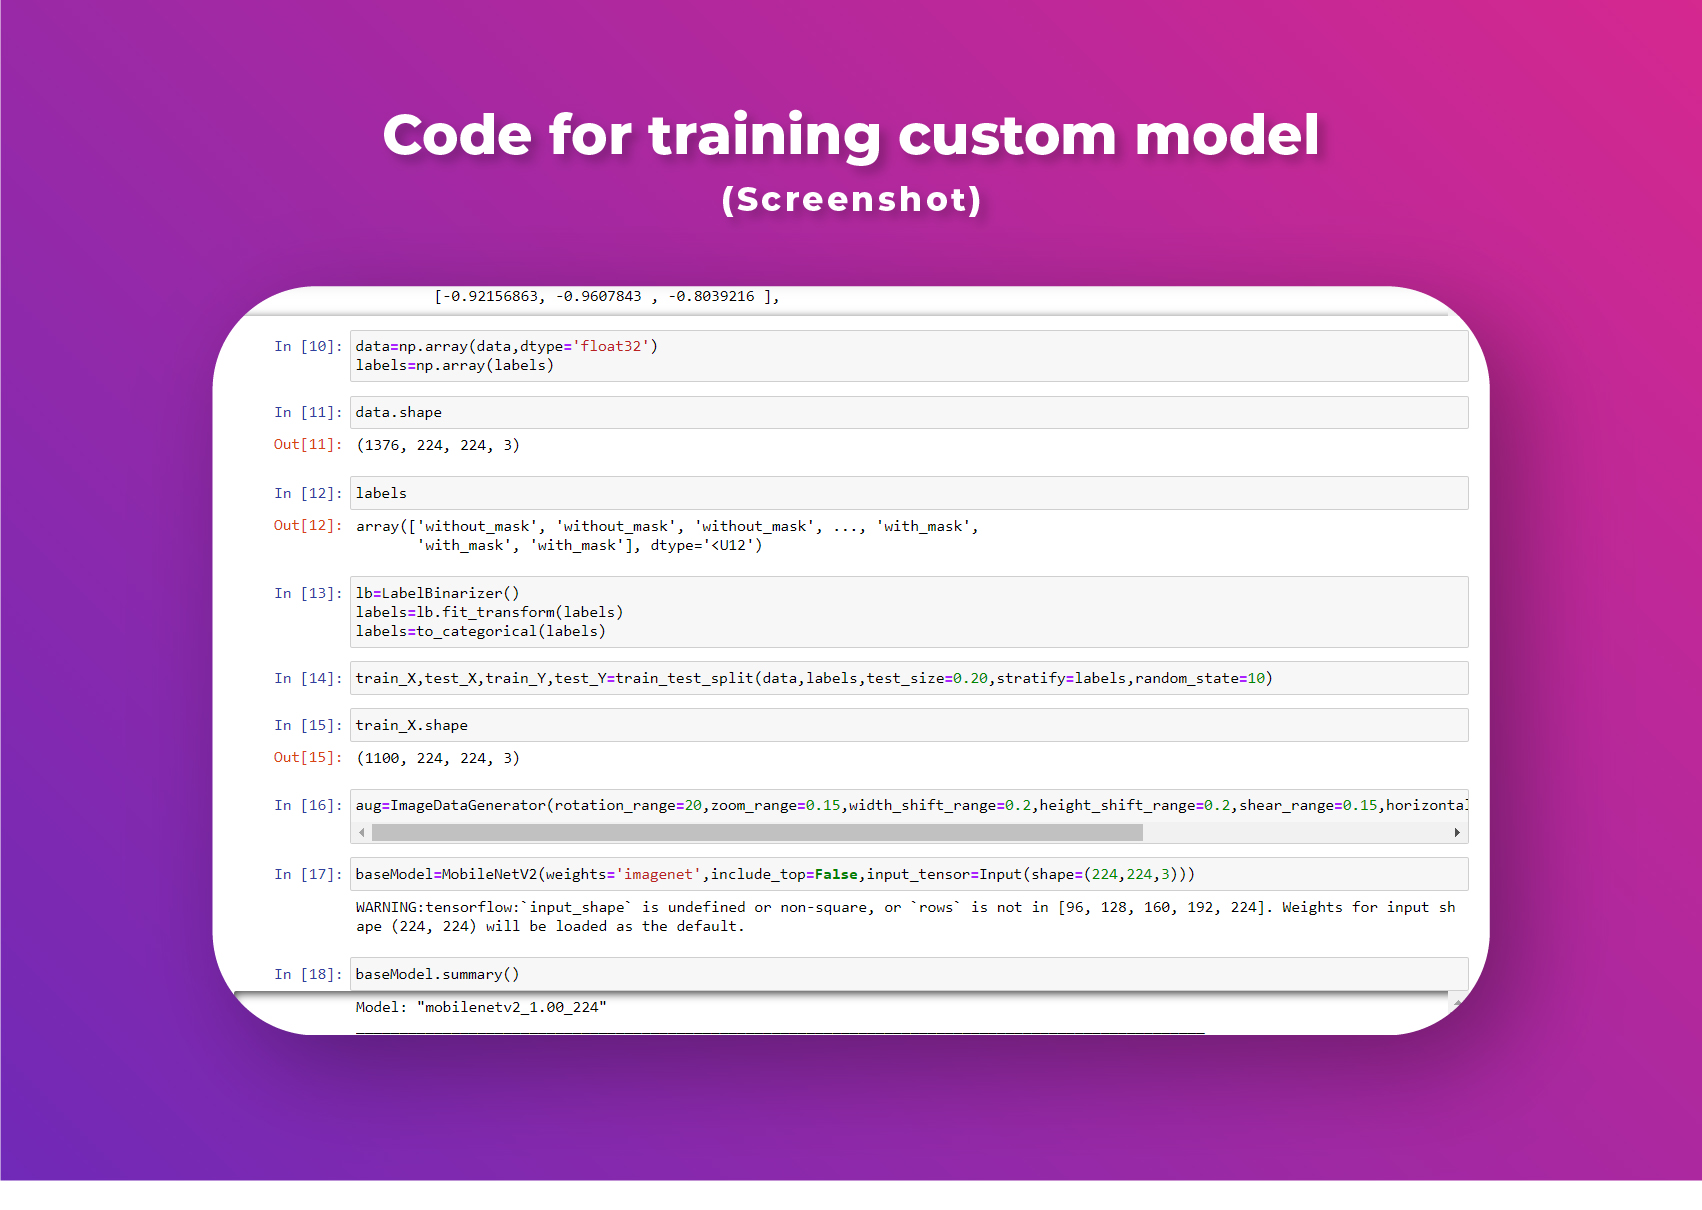 Code for training custom model
(Screenshot)
[-0.92156863, -0.9607843 , -0.8039216 ],
In [10]: data=np.array(data,dtype='float32')
labels=np.array(labels)
In [11]: data.shape
Out[11]: (1376, 224, 224, 3)
In [12]: labels
Out[12]: array(['without_mask', 'without_mask', 'without_mask', ..., 'with_mask',
'with_mask', 'with_mask'], dtype='<U12')
In [13]: lb=LabelBinarizer()
labels=lb.fit_transform(labels)
labels=to_categorical(labels)
In [14]: train_X,test_X,train_Y,test_Y=train_test_split(data,labels,test_size=0.20,stratify=labels,random_state=10)
In [15]: train_X.shape
Out[15]: (1100, 224, 224, 3)
In [16]: aug=ImageDataGenerator(rotation_range=20,zoom_range=0.15,width_shift_range=0.2,height_shift_range=0.2,shear_range=0.15,horizontal
In [17]: baseModel=MobileNetV2(weights='imagenet',include_top=False,input_tensor=Input(shape=(224,224,3)))
WARNING:tensorflow:`input_shape` is undefined or non-square, or `rows` is not in [96, 128, 160, 192, 224]. Weights for input sh
ape (224, 224) will be loaded as the default.
In [18]: baseModel.summary()
Model: "mobilenetv2_1.00_224"